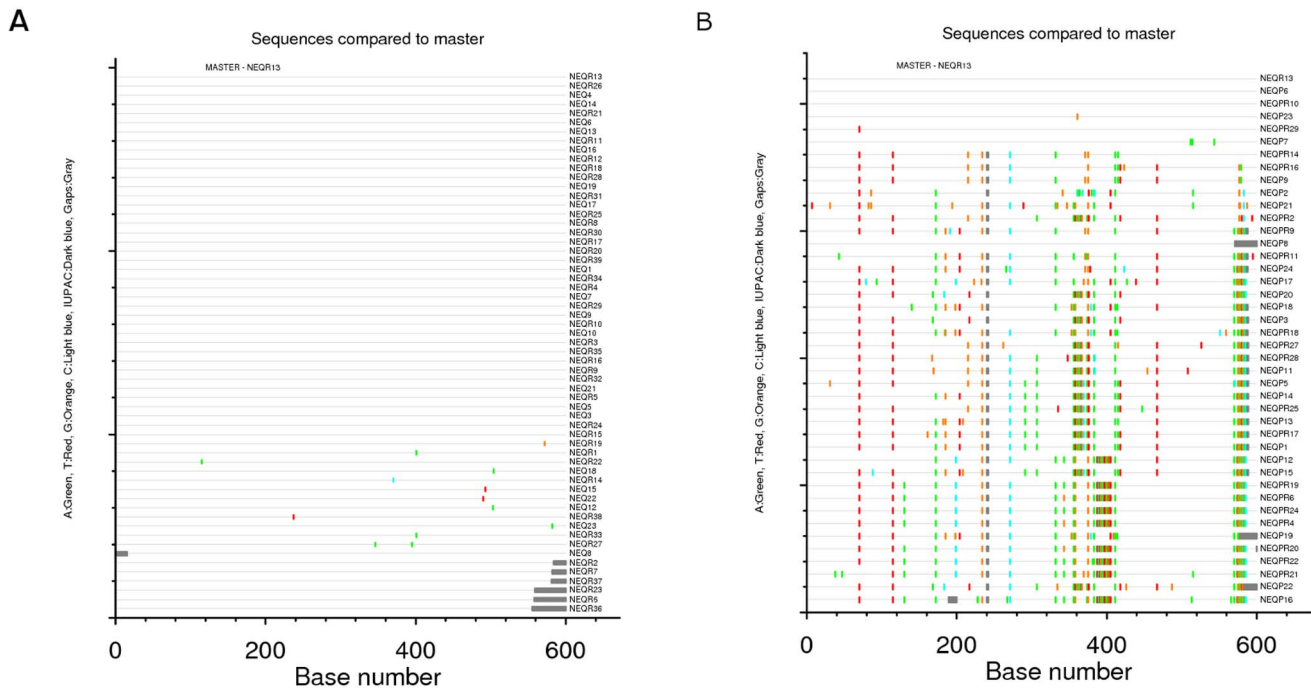 A
Sequences compared to master
MASTER - NEQR13
A:Green, T:Red, G:Orange, C:Light blue, IUPAC:Dark blue, Gaps:Gray
NEQR13
NEQR26
NEQ4
NEQ14
NEQR21
NEQ6
NEQ13
NEQR11
NEQ16
NEQR12
NEQR18
NEQR28
NEQ19
NEQR31
NEQ17
NEQR25
NEQR8
NEQR30
NEQR17
NEQR20
NEQR39
NEQ1
NEQR34
NEQR4
NEQ7
NEQR29
NEQ9
NEQR10
NEQ10
NEQR3
NEQR35
NEQR16
NEQR9
NEQR32
NEQ21
NEQR5
NEQ5
NEQ3
NEQR24
NEQR15
NEQR19
NEQR1
NEQR22
NEQ18
NEQR14
NEQ15
NEQ22
NEQ12
NEQR38
NEQ23
NEQR33
NEQR27
NEQ8
NEQR2
NEQR7
NEQR37
NEQR23
NEQR6
NEQR36
0 200 400 600
Base number
B
Sequences compared to master
MASTER - NEQR13
A:Green, T:Red, G:Orange, C:Light blue, IUPAC:Dark blue, Gaps:Gray
NEQR13
NEQP6
NEQPR10
NEQP23
NEQPR29
NEQP7
NEQPR14
NEQPR16
NEQP9
NEQP2
NEQP21
NEQPR2
NEQPR9
NEQP8
NEQPR11
NEQP24
NEQP17
NEQP20
NEQP18
NEQP3
NEQPR18
NEQPR27
NEQPR28
NEQP11
NEQP5
NEQP14
NEQPR25
NEQP13
NEQPR17
NEQP1
NEQP12
NEQP15
NEQPR19
NEQPR6
NEQPR24
NEQPR4
NEQP19
NEQPR20
NEQPR22
NEQPR21
NEQP22
NEQP16
0 200 400 600
Base number